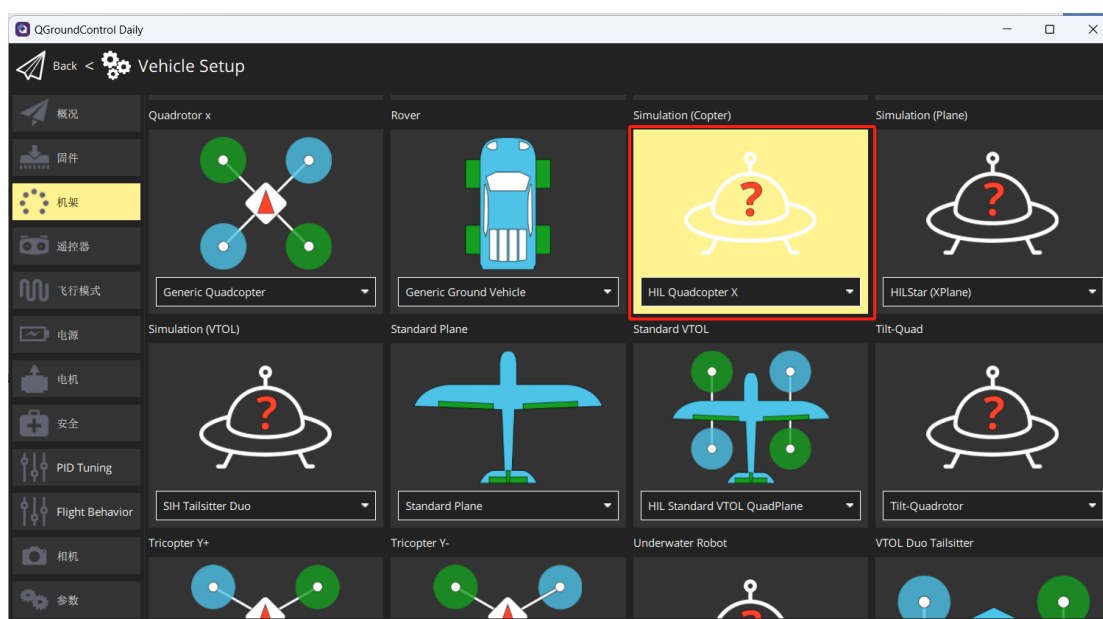 QGroundControl Daily
Back < Vehicle Setup
概况
固件
机架
遥控器
飞行模式
电源
电机
安全
PID Tuning
Flight Behavior
相机
参数
Quadrotor x
Rover
Simulation (Copter)
Simulation (Plane)
?
?
Generic Quadcopter
Generic Ground Vehicle
HIL Quadcopter X
HILStar (XPlane)
Simulation (VTOL)
Standard Plane
Standard VTOL
Tilt-Quad
?
?
SIH Tailsitter Duo
Standard Plane
HIL Standard VTOL QuadPlane
Tilt-Quadrotor
Tricopter Y+
Tricopter Y-
Underwater Robot
VTOL Duo Tailsitter
?